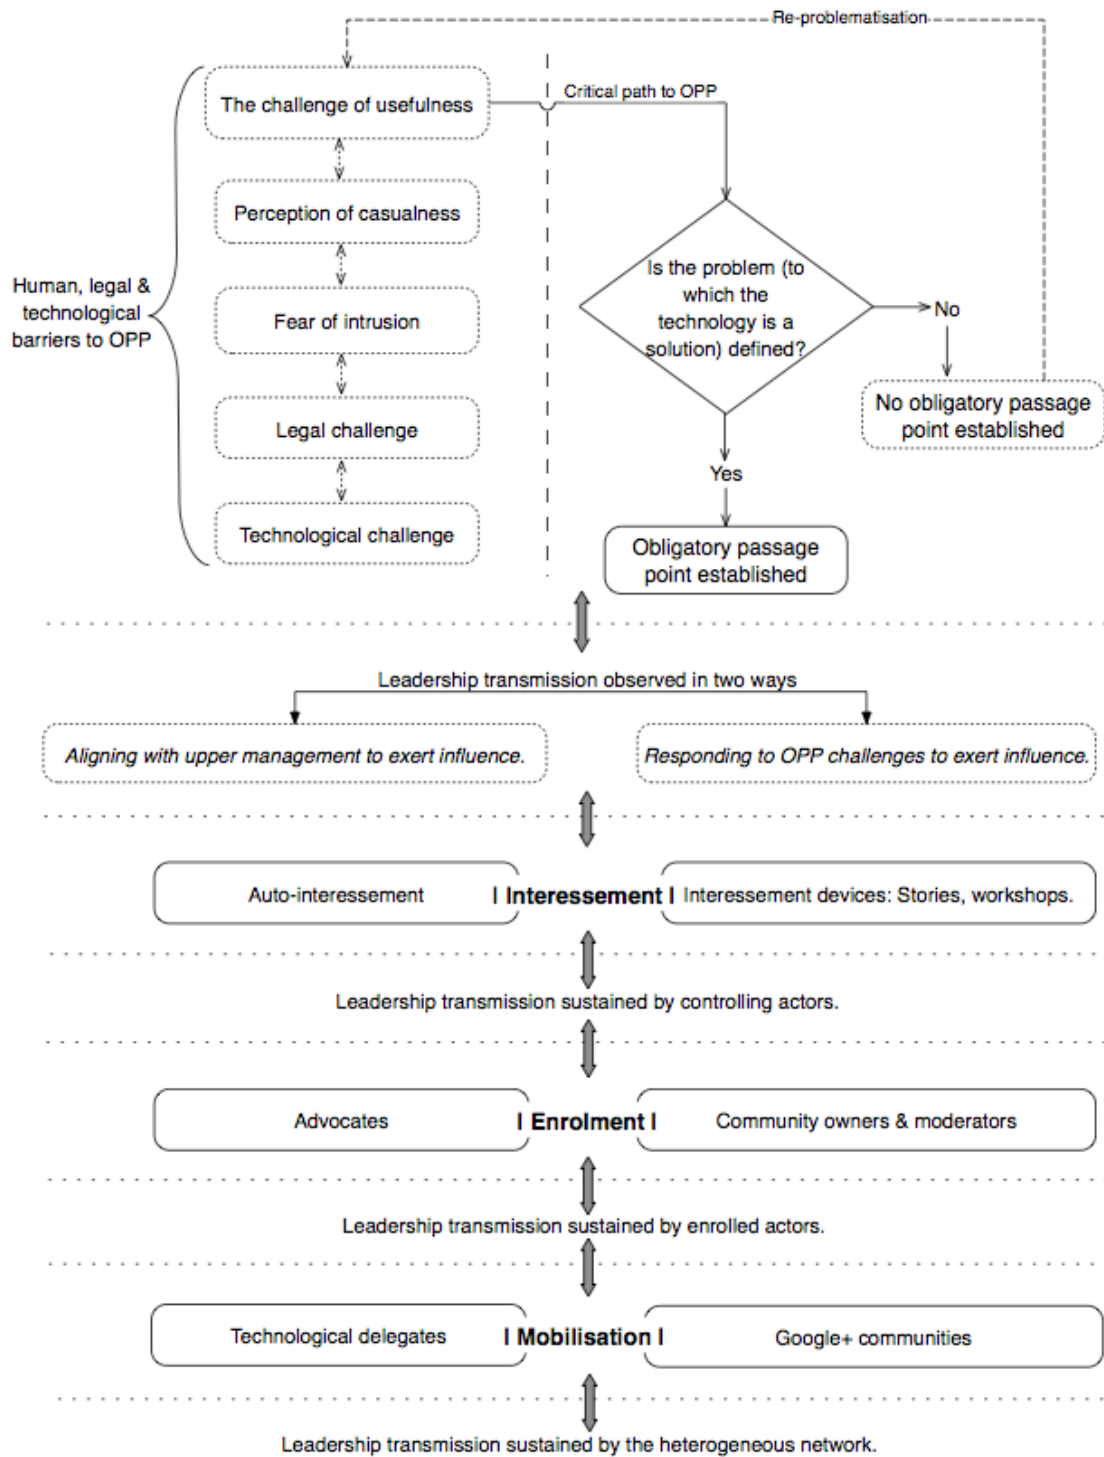 Re-problematisation
The challenge of usefulness
Critical path to OPP
Perception of casualness
Human, legal &
technological
barriers to OPP
Fear of intrusion
Legal challenge
Technological challenge
Is the problem (to
which the
technology is a
solution) defined?
No
No obligatory passage
point established
Yes
Obligatory passage
point established
Leadership transmission observed in two ways
Aligning with upper management to exert influence.
Responding to OPP challenges to exert influence.
Auto-interessement
I Interessement I
Interessement devices: Stories, workshops.
Leadership transmission sustained by controlling actors.
Advocates
I Enrolment I
Community owners & moderators
Leadership transmission sustained by enrolled actors.
Technological delegates
I Mobilisation I
Google+ communities
Leadership transmission sustained by the heterogeneous network.